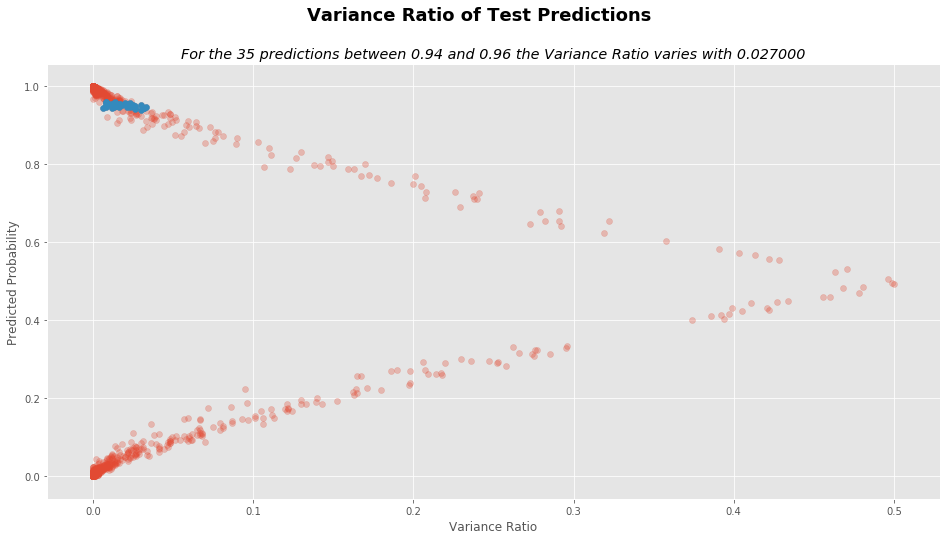 Variance Ratio of Test Predictions
For the 35 predictions between 0.94 and 0.96 the Variance Ratio varies with 0.027000
1.0
0.8
0.6
0.4
0.2
0.0
Predicted Probability
0.0 0.1 0.2 0.3 0.4 0.5
Variance Ratio